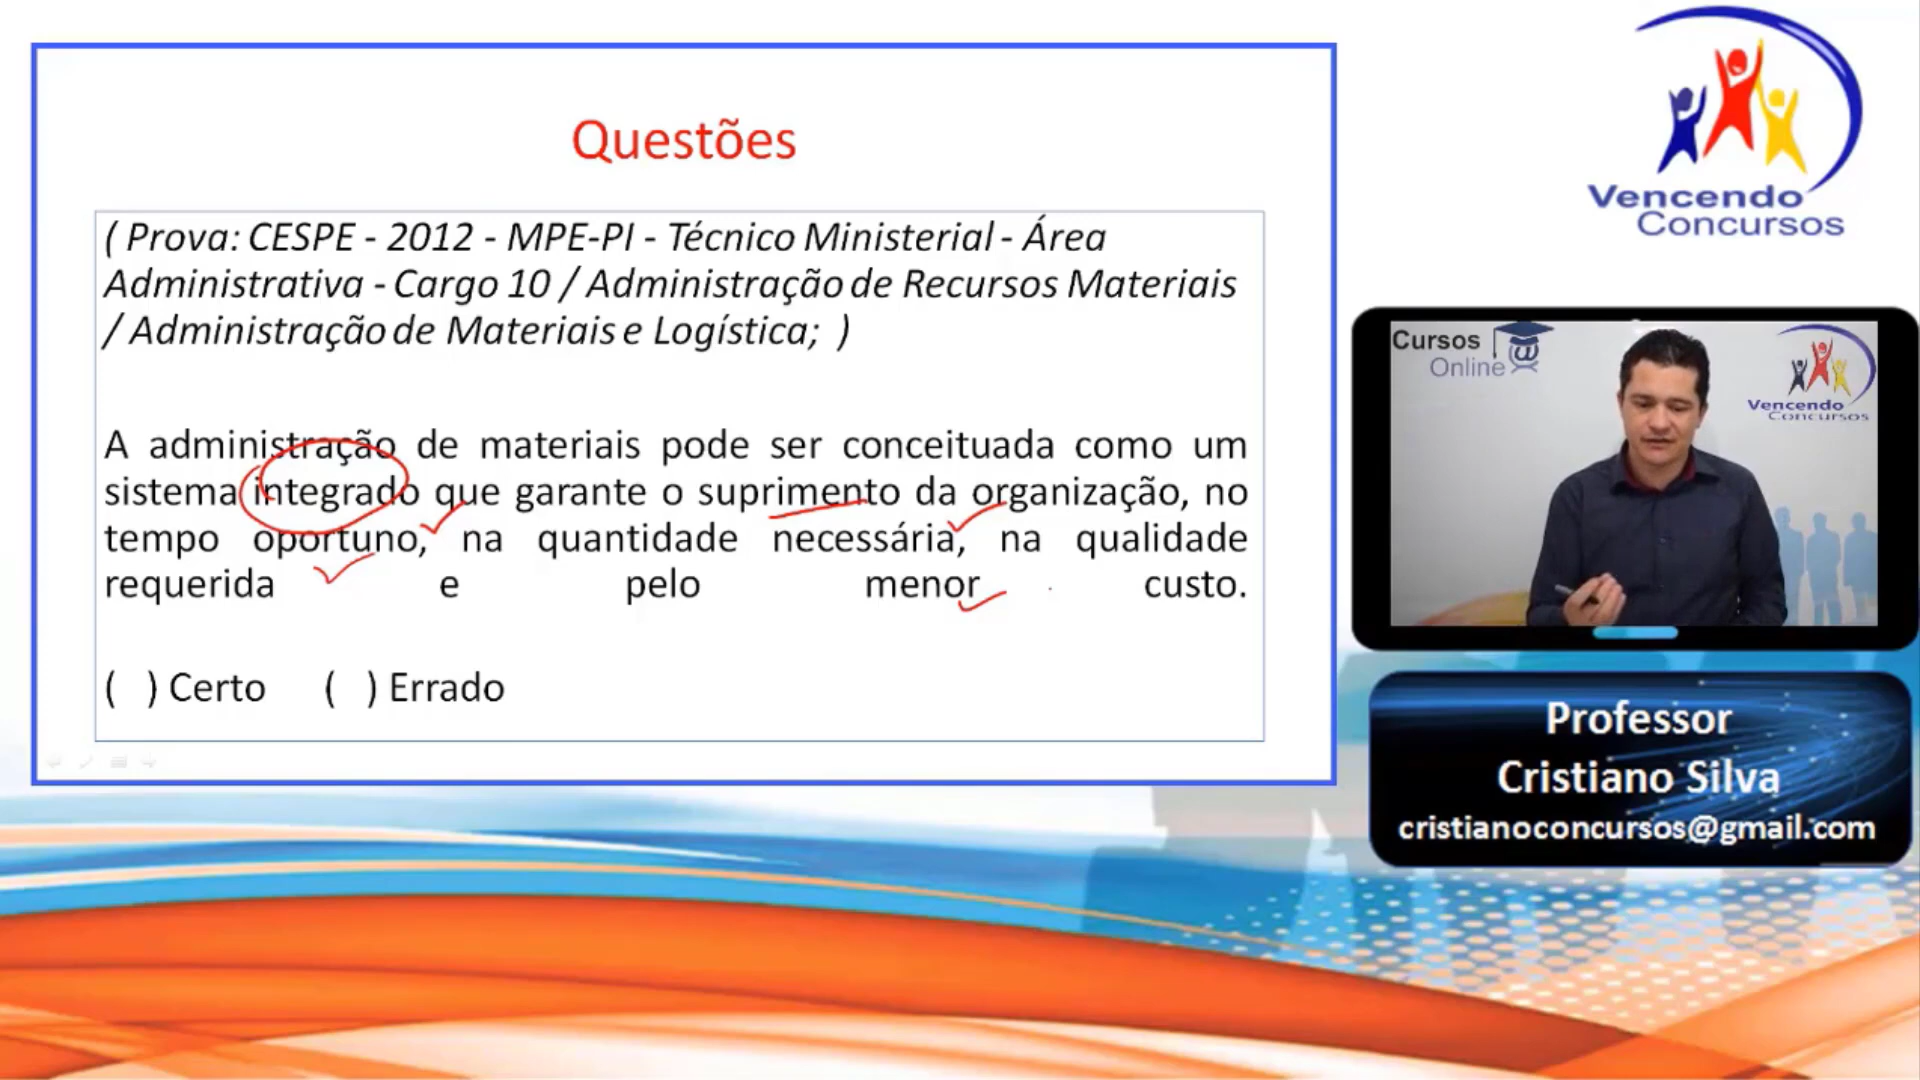 Questões
( Prova: CESPE - 2012 - MPE-PI - Técnico Ministerial - Área
Administrativa - Cargo 10 / Administração de Recursos Materiais
/ Administração de Materiais e Logística;  )
A administração de materiais pode ser conceituada como um
sistema integrado que garante o suprimento da organização, no
tempo oportuno, na quantidade necessária, na qualidade
requerida e pelo menor custo.
(   ) Certo     (   ) Errado
Vencendo
Concursos
Cursos
Online
Vencendo
Concursos
Professor
Cristiano Silva
cristianoconcursos@gmail.com